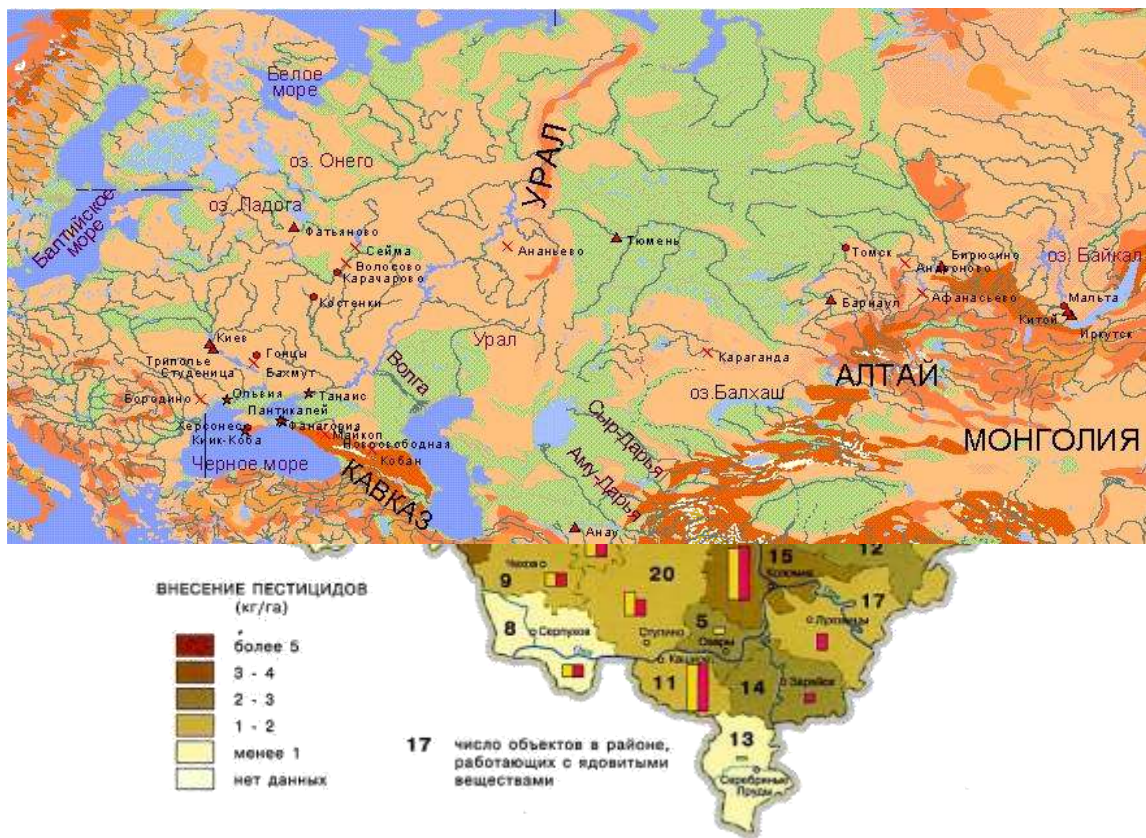 Белое
море
оз. Онего
УРАЛ
оз. Ладога
Балтийское
море
Фатьяново
Сейма
Волосово
Карачарово
Костенки
Ананьево
Тюмень
Томск
Бирюсино
Андроново
оз. Байкал
Афанасьево
Барнаул
Мальта
Китой
Иркутск
Киев
Триполье
Студеница
Гонцы
Бахмут
Бородино
Ольвия
Танаис
Волга
Урал
Караганда
оз.Балхаш
АЛТАЙ
МОНГОЛИЯ
Пантикапей
Херсонес
Фанагория
Киик-Коба
Майкоп
Новосвободная
Кобан
Черное море
КАВКАЗ
Сыр-Дарья
Аму-Дарья
Анау
ВНЕСЕНИЕ ПЕСТИЦИДОВ
(кг/га)
более 5
3 - 4
2 - 3
1 - 2
менее 1
нет данных
Чехов
9
20
15
12
Коломна
17
8
Серпухов
Ступино
5
Озеры
Луховицы
Ока
Кашира
11
14
Зарайск
13
Серебряные
Пруды
17 число объектов в районе,
работающих с ядовитыми
веществами